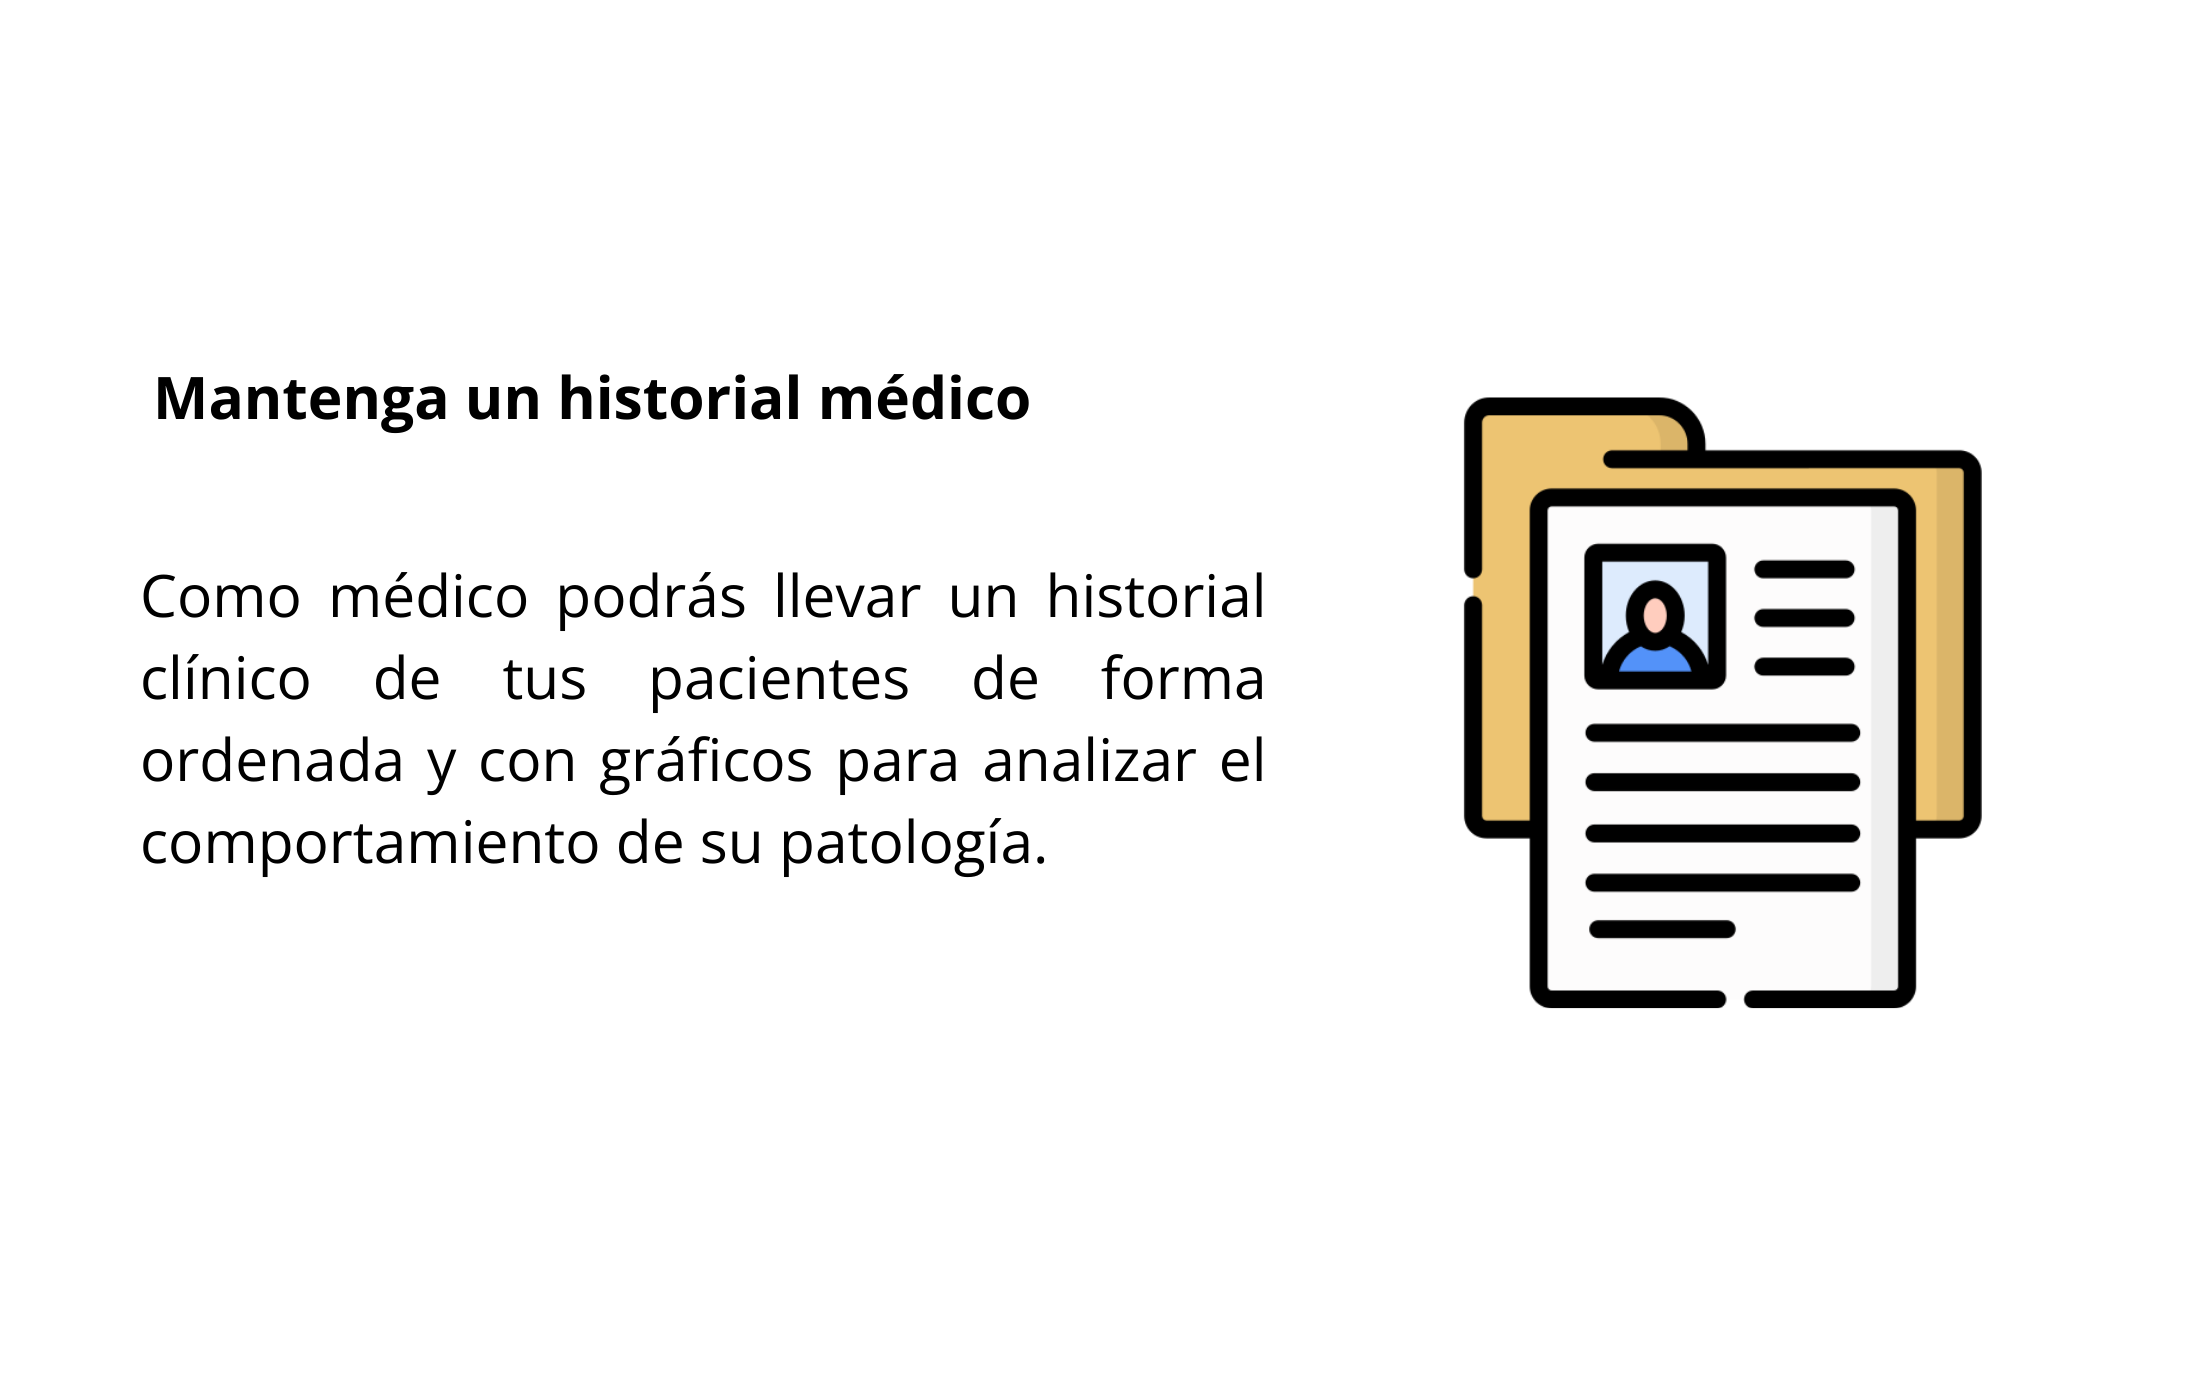 Mantenga un historial médico
Como médico podrás llevar un historial
clínico de tus pacientes de forma
ordenada y con gráficos para analizar el
comportamiento de su patología.